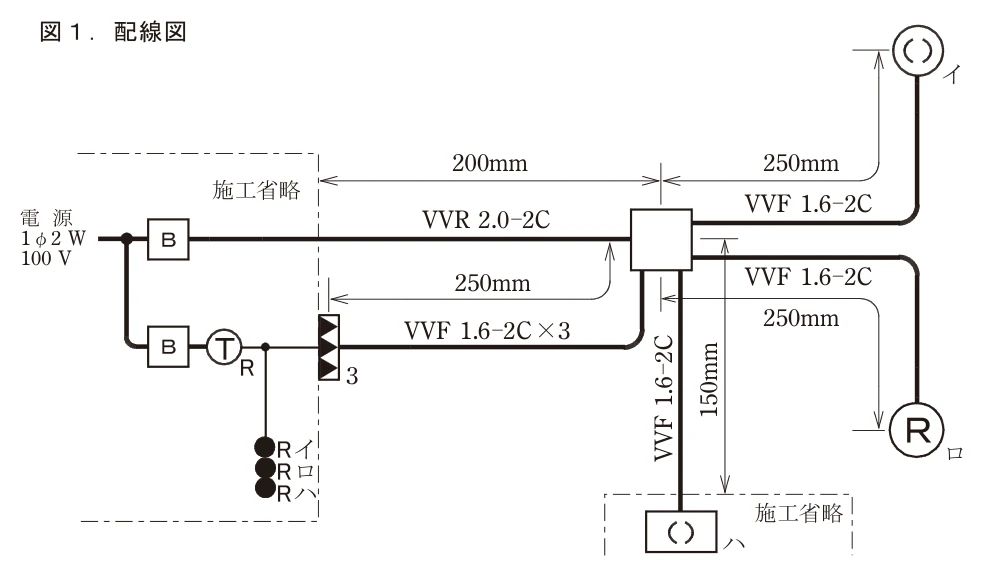 図1. 配線図
イ
200mm
250mm
施工省略
VVR 2.0-2C
VVF 1.6-2C
電 源
1φ2W
100V
B
250mm
VVF 1.6-2C
250mm
VVF 1.6-2C×3
B
T
R
3
VVF 1.6-2C
150mm
R
ロ
Rイ
Rロ
Rハ
施工省略
ハ